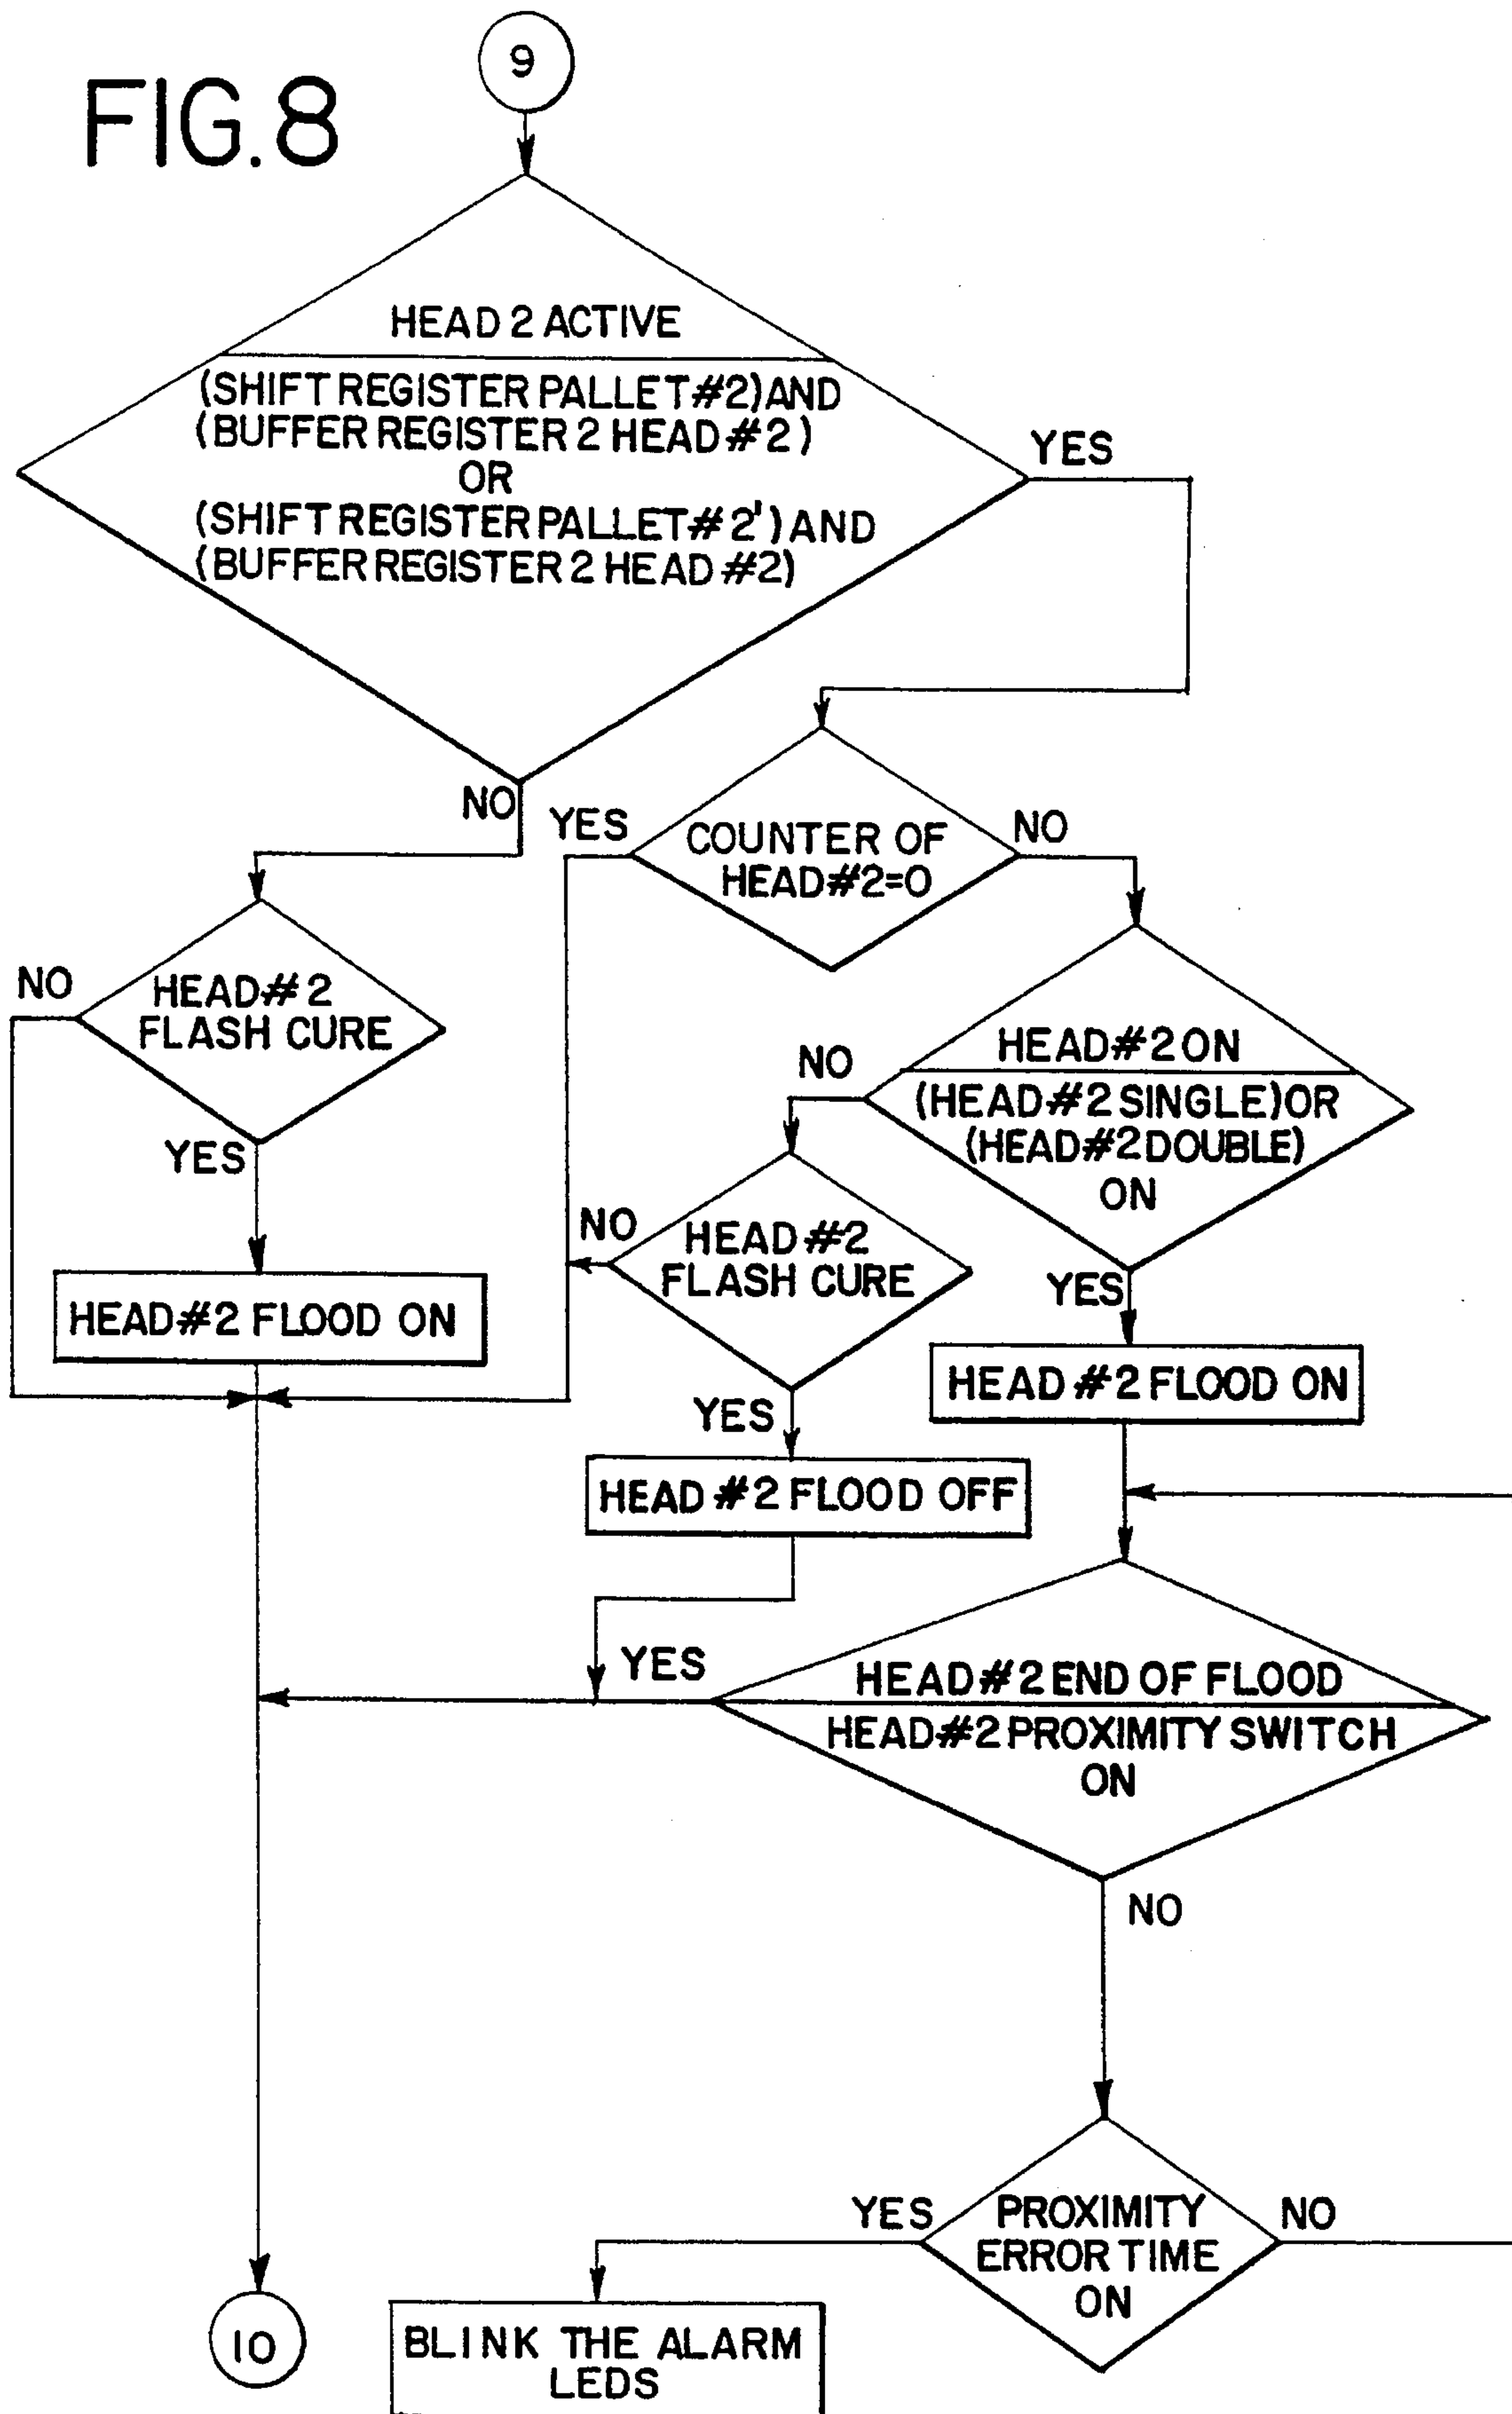 FIG. 8
9
HEAD 2 ACTIVE
(SHIFT REGISTER PALLET #2) AND
(BUFFER REGISTER 2 HEAD #2)
OR
(SHIFT REGISTER PALLET # 2') AND
(BUFFER REGISTER 2 HEAD #2)
YES
NO
YES
COUNTER OF
HEAD#2=0
NO
NO
HEAD# 2
FLASH CURE
YES
HEAD#2 FLOOD ON
HEAD#2 ON
(HEAD#2 SINGLE) OR
(HEAD#2 DOUBLE)
ON
NO
YES
NO
HEAD #2
FLASH CURE
YES
HEAD #2 FLOOD ON
HEAD #2 FLOOD OFF
YES
HEAD#2 END OF FLOOD
HEAD#2 PROXIMITY SWITCH
ON
NO
YES
PROXIMITY
ERROR TIME
ON
NO
10
BLINK THE ALARM
LEDS